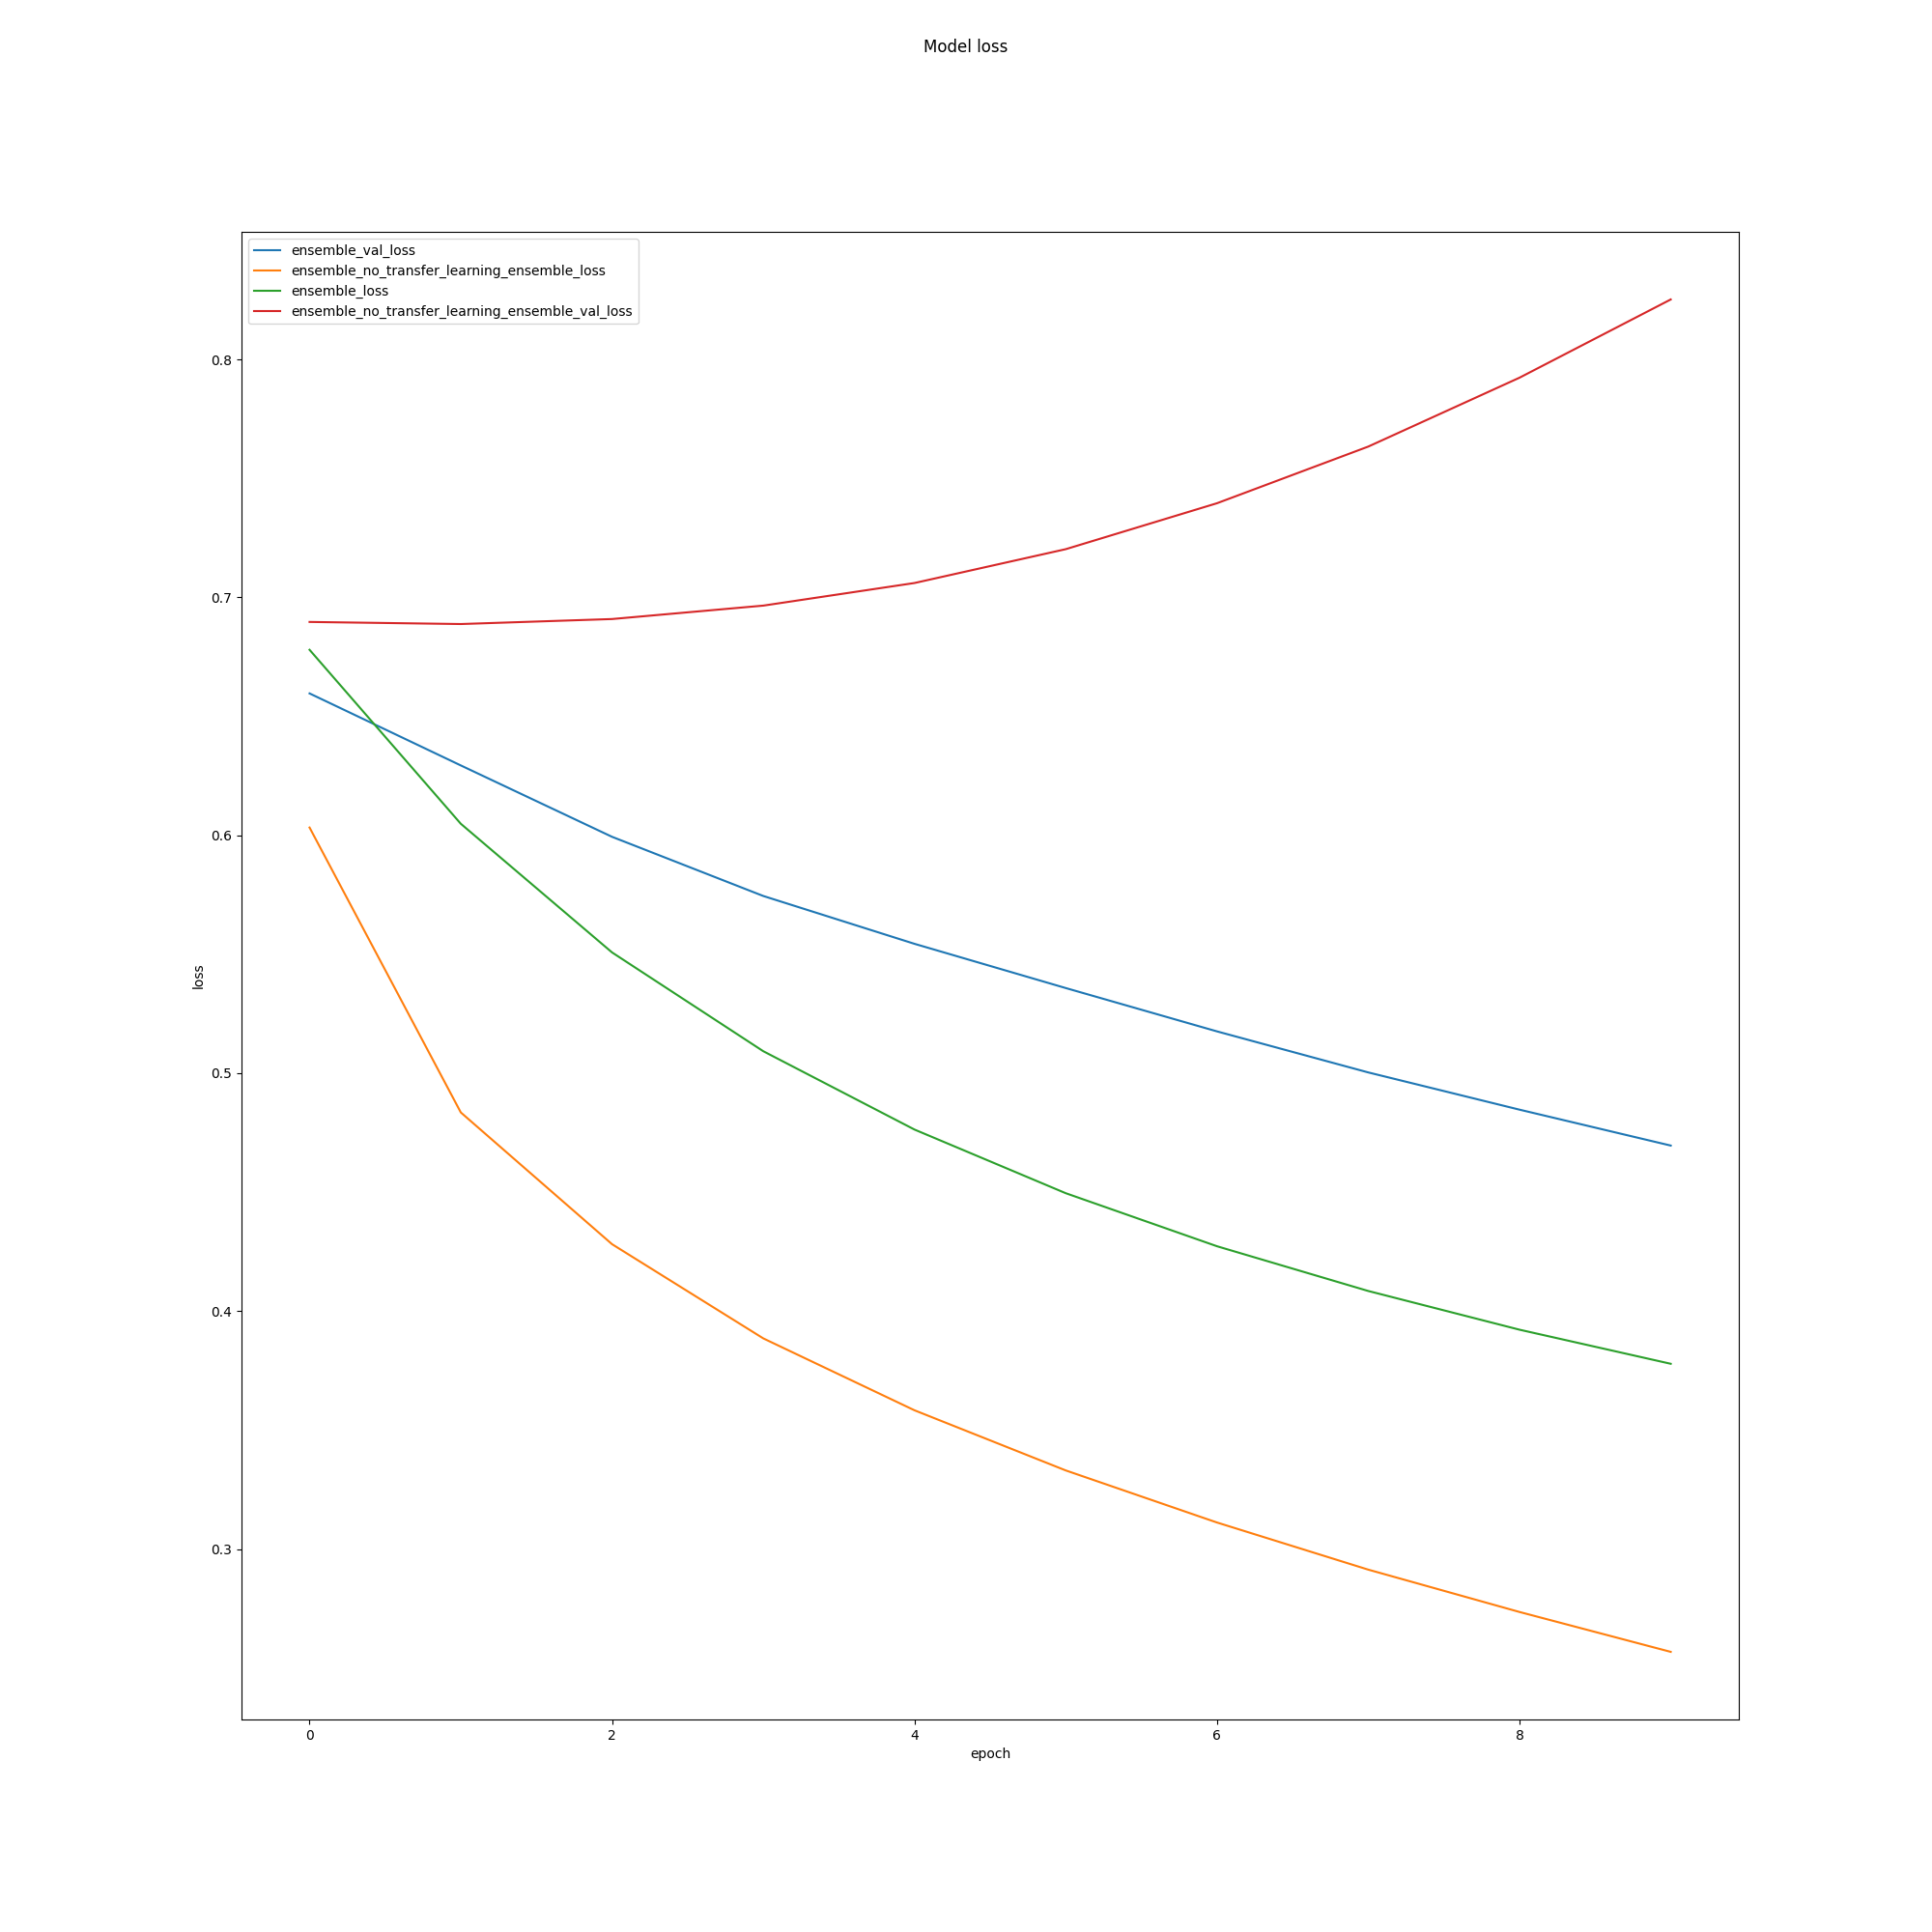 Model loss
ensemble_val_loss
ensemble_no_transfer_learning_ensemble_loss
ensemble_loss
ensemble_no_transfer_learning_ensemble_val_loss
0.8
0.7
0.6
0.5
0.4
0.3
loss
0 2 4 6 8
epoch